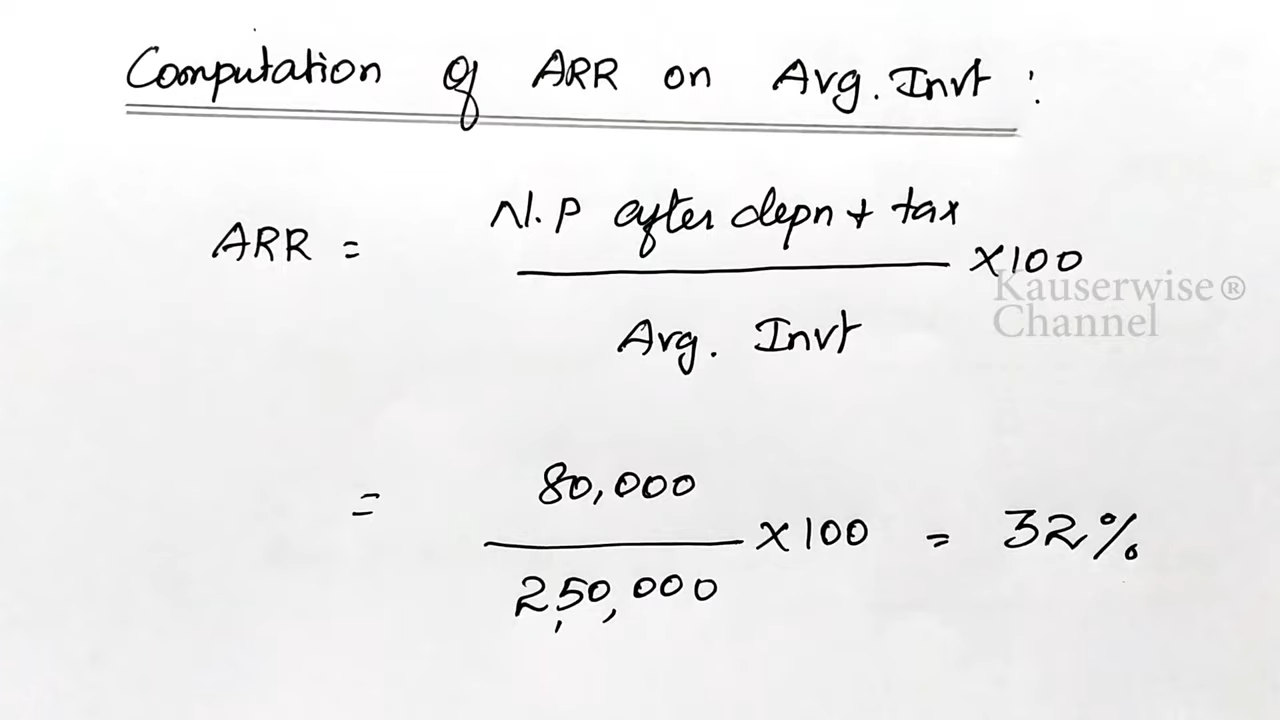 Computation of ARR on Avg. Invt :
N.P after depn + tax
ARR = ——— X100
Kauserwise®
Channel
Avg. Invt
80,000
= ——— X100 = 32%
2,50,000